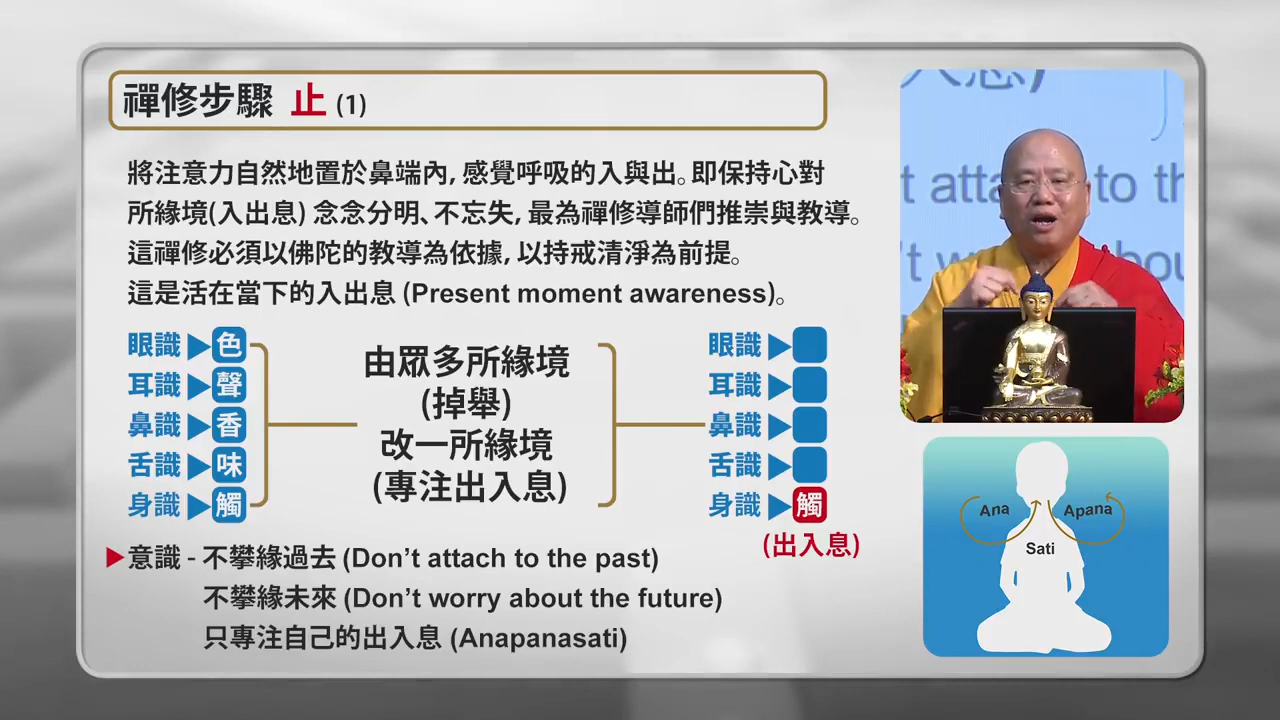 禪修步驟 止 (1)
將注意力自然地置於鼻端內, 感覺呼吸的入與出。即保持心對
所緣境(入出息) 念念分明、不忘失, 最為禪修導師們推崇與教導。
這禪修必須以佛陀的教導為依據, 以持戒清淨為前提。
這是活在當下的入出息 (Present moment awareness)。
眼識 色
耳識 聲
鼻識 香
舌識 味
身識 觸
由眾多所緣境
(掉舉)
改一所緣境
(專注出入息)
眼識
耳識
鼻識
舌識
身識 觸
(出入息)
意識 - 不攀緣過去 (Don't attach to the past)
不攀緣未來 (Don't worry about the future)
只專注自己的出入息 (Anapanasati)
入息)
t atta
to th
't w
bou
Ana
Apana
Sati